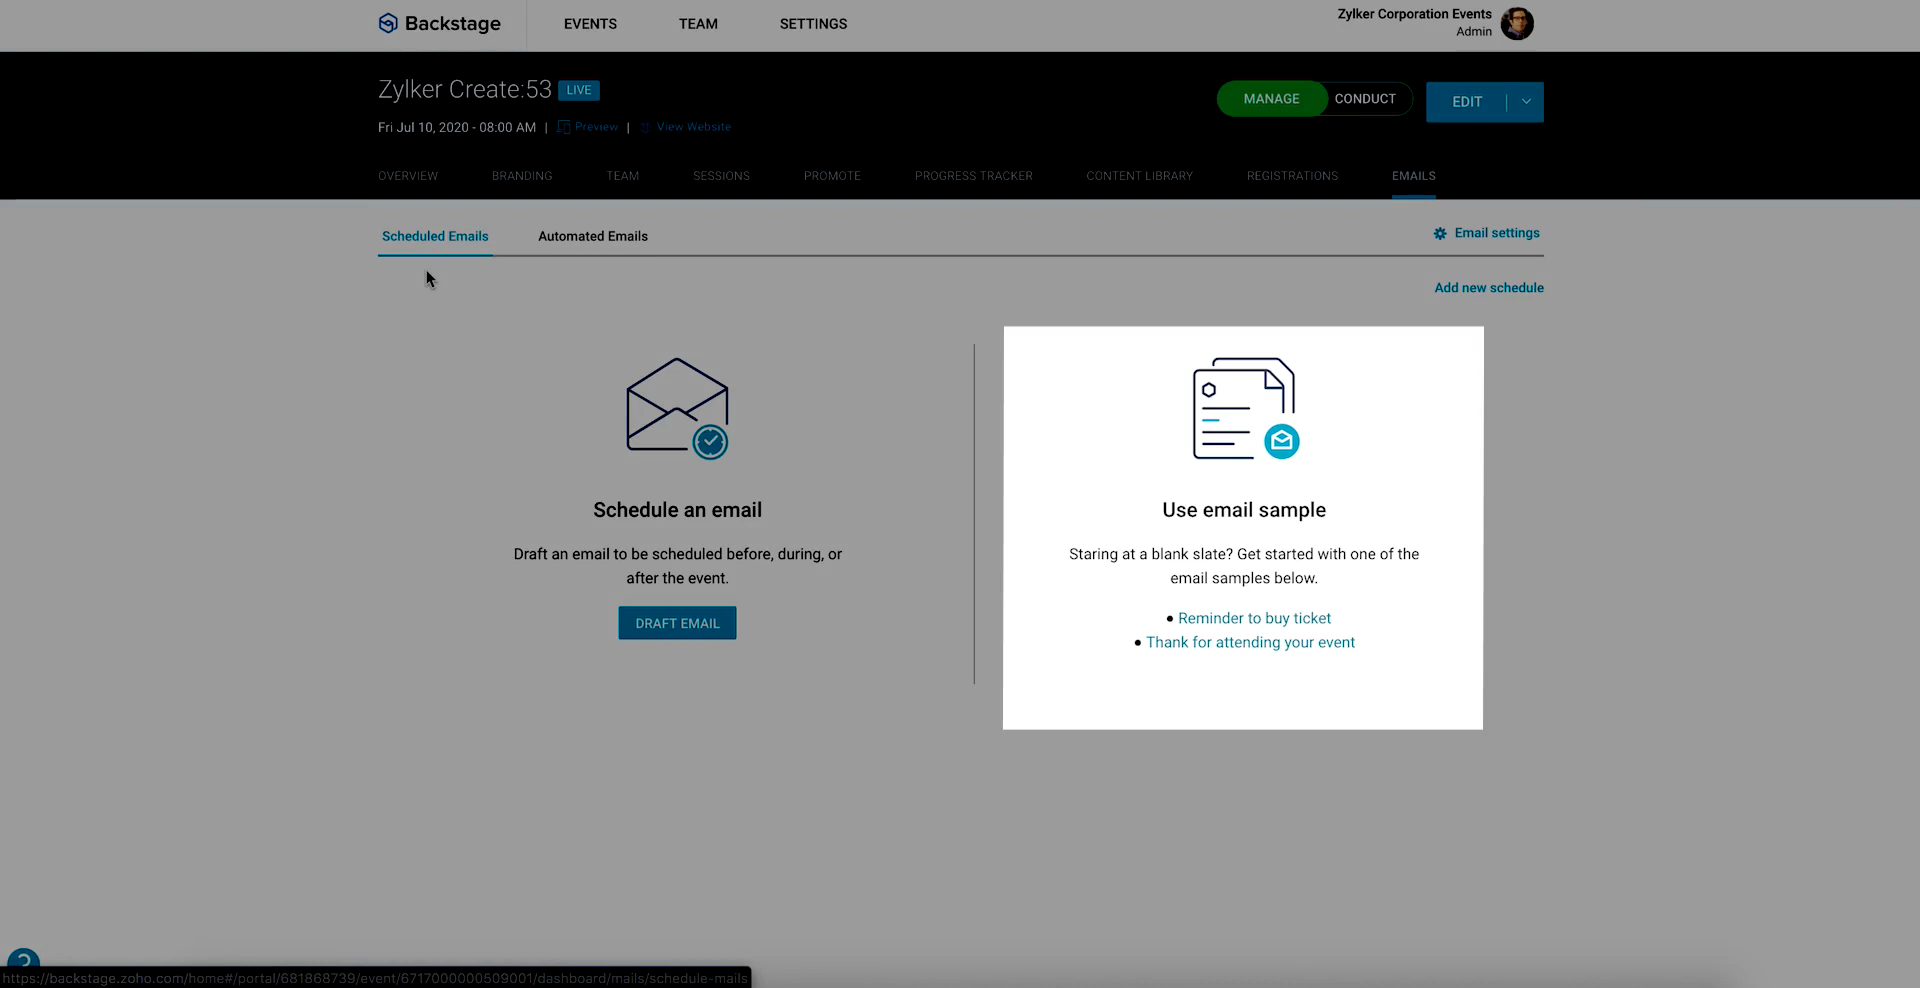 Backstage
EVENTS
TEAM
SETTINGS
Zylker Corporation Events
Admin
Zylker Create:53 LIVE
MANAGE
CONDUCT
EDIT
Fri Jul 10, 2020 - 08:00 AM | Preview | View Website
OVERVIEW
BRANDING
TEAM
SESSIONS
PROMOTE
PROGRESS TRACKER
CONTENT LIBRARY
REGISTRATIONS
EMAILS
Scheduled Emails
Automated Emails
Email settings
Add new schedule
Schedule an email
Draft an email to be scheduled before, during, or
after the event.
DRAFT EMAIL
Use email sample
Staring at a blank slate? Get started with one of the
email samples below.
• Reminder to buy ticket
• Thank for attending your event
?
https://backstage.zoho.com/home#/portal/681868739/event/6717000000509001/dashboard/mails/schedule-mails